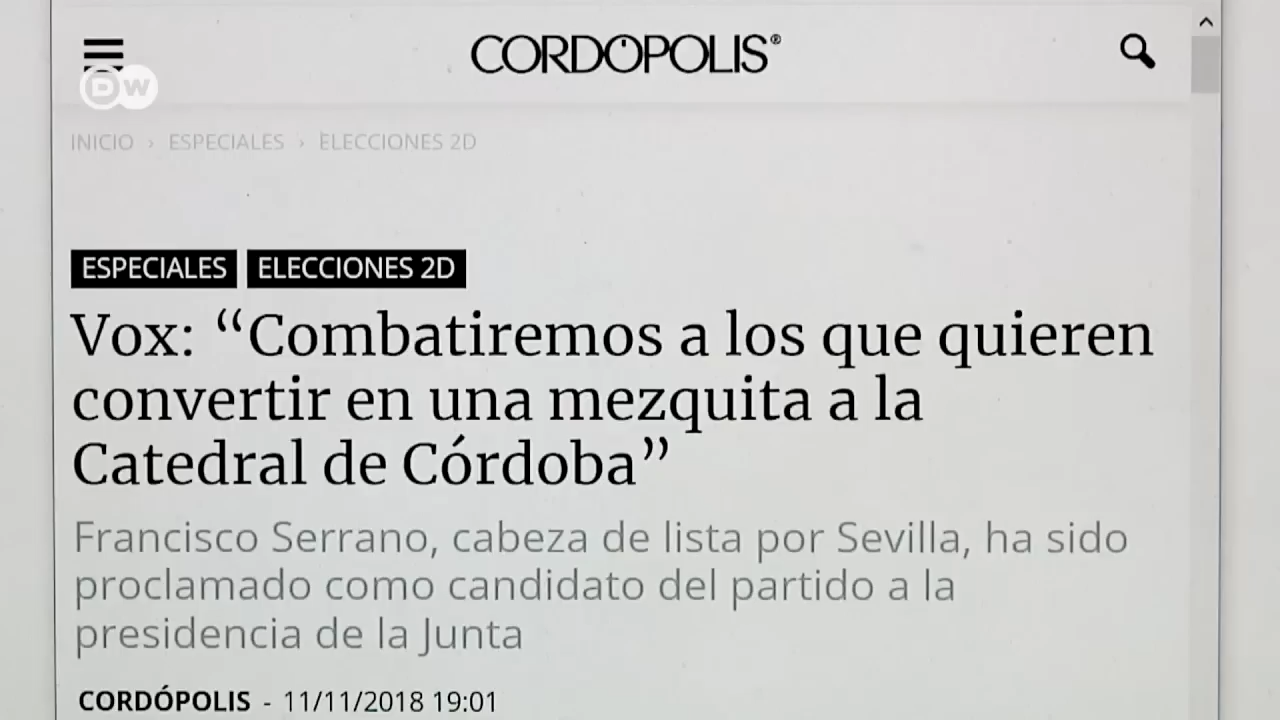 CORDÓPOLIS®
DW
INICIO › ESPECIALES › ELECCIONES 2D
ESPECIALES ELECCIONES 2D
Vox: “Combatiremos a los que quieren
convertir en una mezquita a la
Catedral de Córdoba”
Francisco Serrano, cabeza de lista por Sevilla, ha sido
proclamado como candidato del partido a la
presidencia de la Junta
CORDÓPOLIS - 11/11/2018 19:01